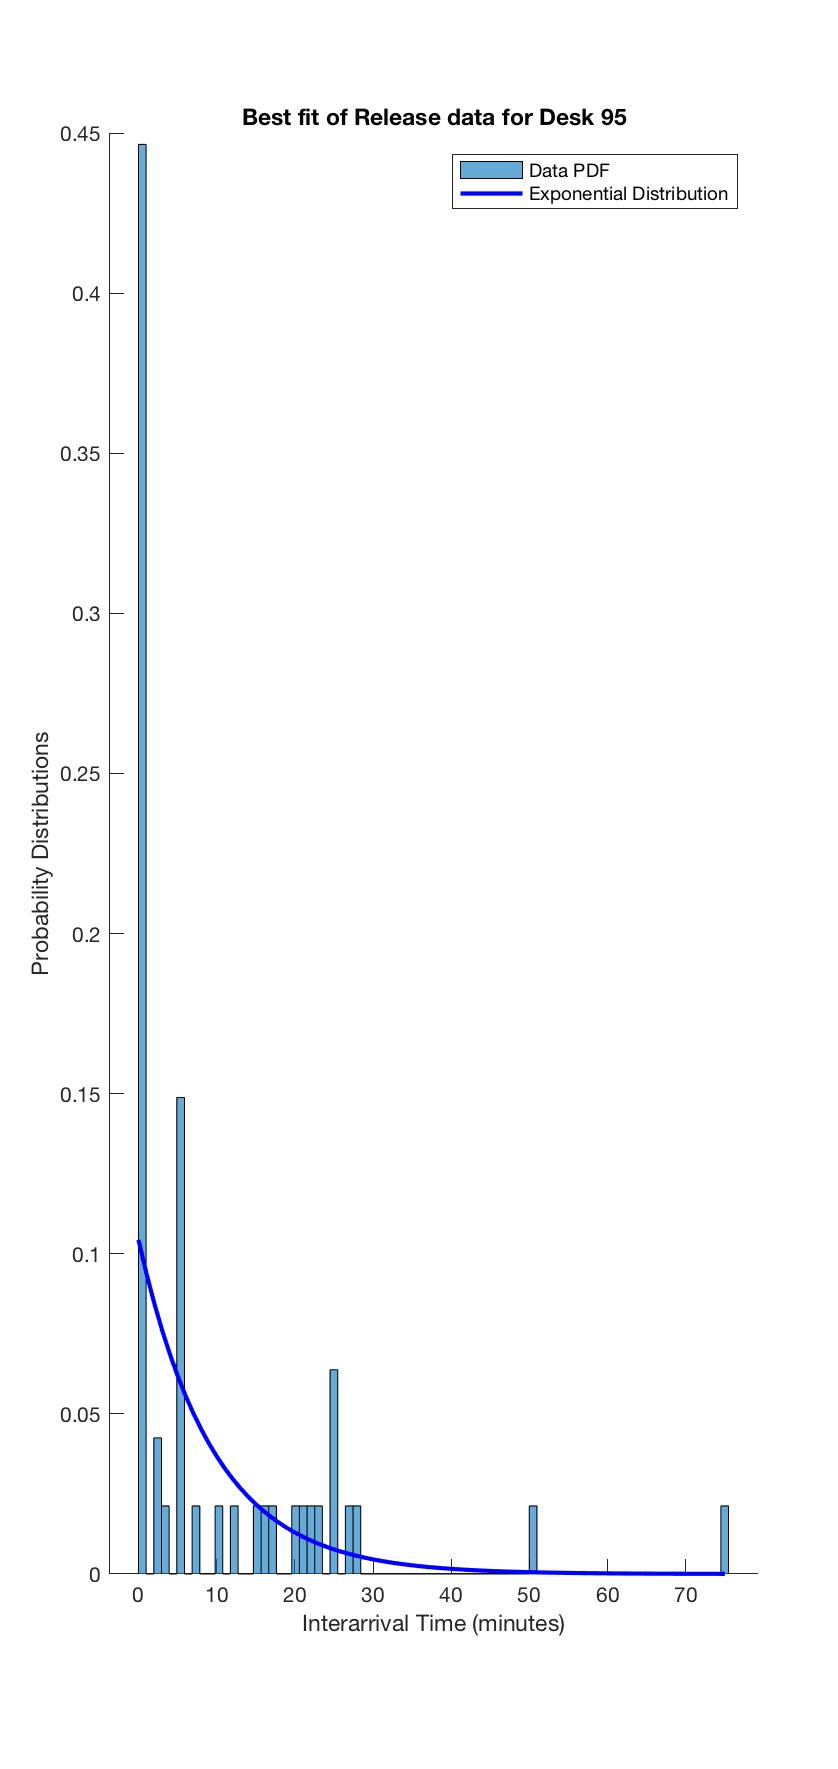 Best fit of Release data for Desk 95
Data PDF
Exponential Distribution
0.45
0.4
0.35
0.3
0.25
0.2
0.15
0.1
0.05
0
Probability Distributions
0 10 20 30 40 50 60 70
Interarrival Time (minutes)